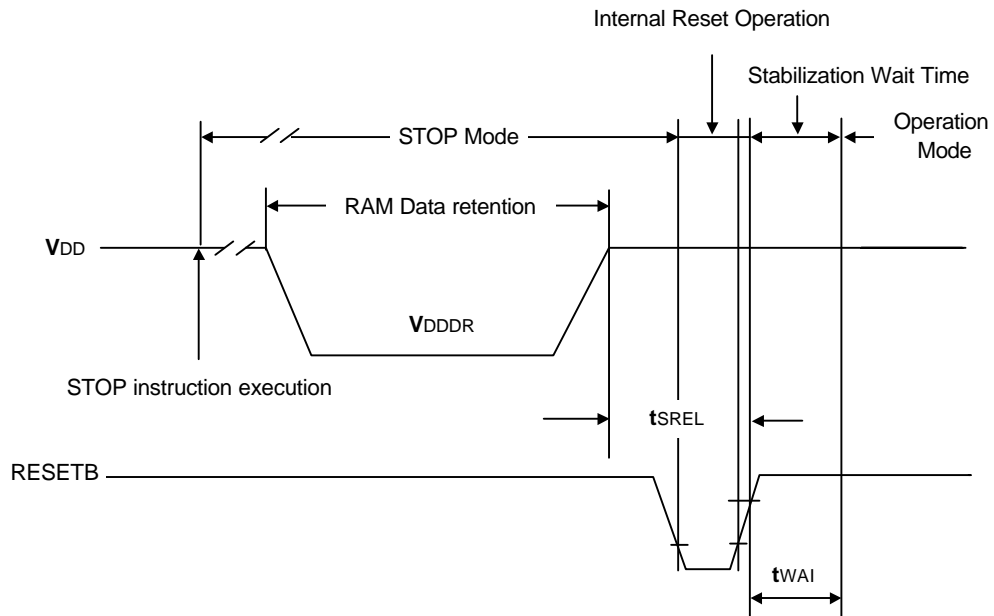 Internal Reset Operation
Stabilization Wait Time
STOP Mode
Operation
Mode
RAM Data retention
VDD
VDDDR
STOP instruction execution
tSREL
RESETB
tWAI